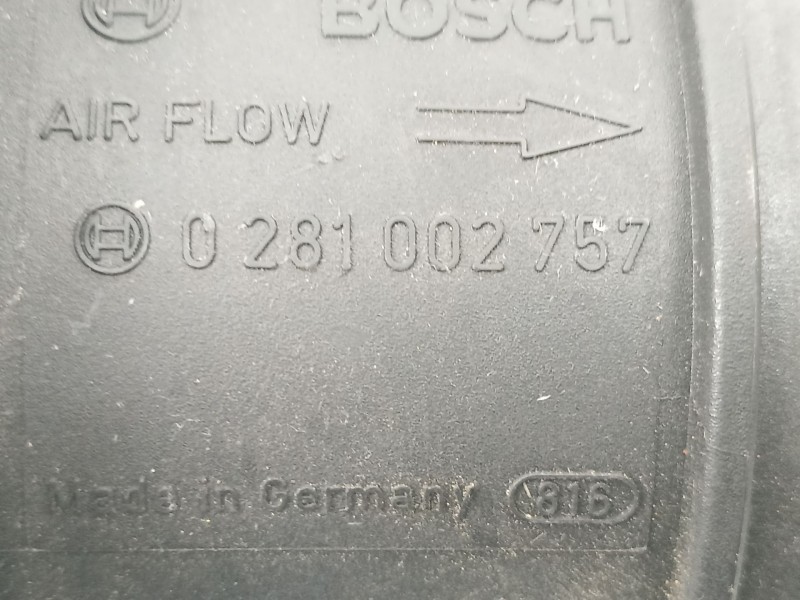 BOSCH
AIR FLOW
0 281 002 757
Made in Germany 816